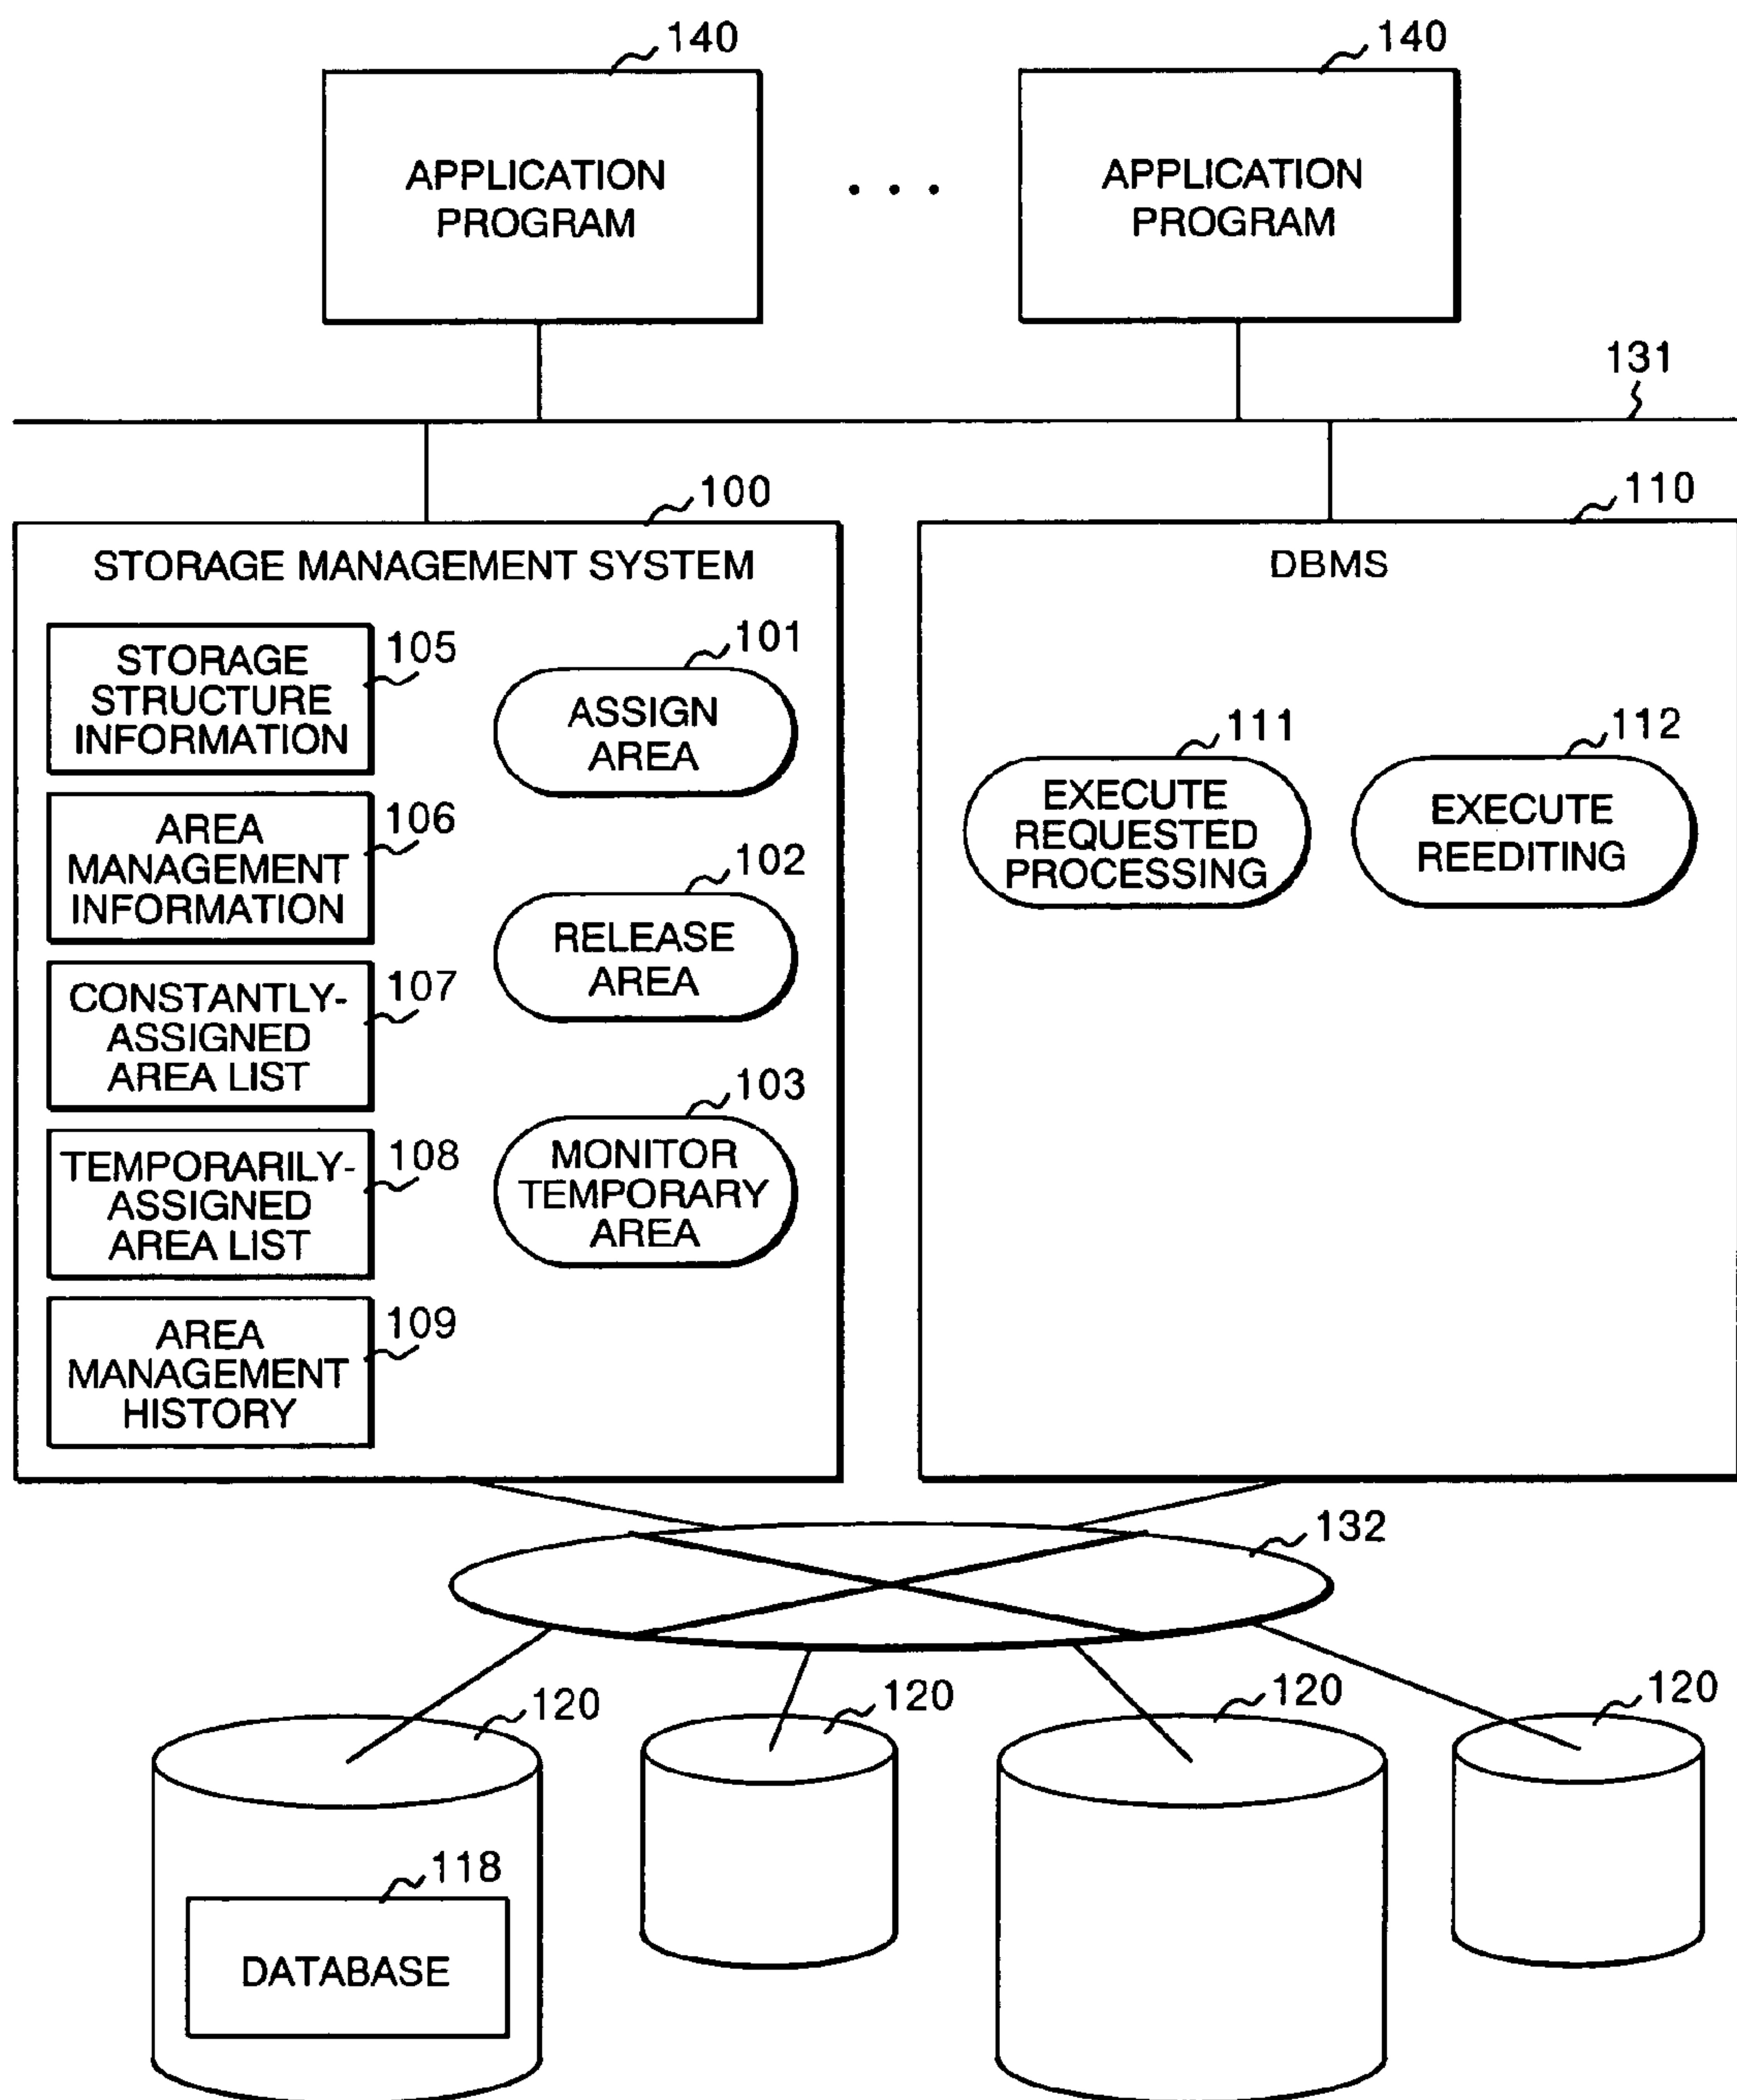 140
140
APPLICATION
PROGRAM
. . .
APPLICATION
PROGRAM
131
100
110
STORAGE MANAGEMENT SYSTEM
105
STORAGE
STRUCTURE
INFORMATION
106
AREA
MANAGEMENT
INFORMATION
107
CONSTANTLY-
ASSIGNED
AREA LIST
108
TEMPORARILY-
ASSIGNED
AREA LIST
109
AREA
MANAGEMENT
HISTORY
101
ASSIGN
AREA
102
RELEASE
AREA
103
MONITOR
TEMPORARY
AREA
DBMS
111
EXECUTE
REQUESTED
PROCESSING
112
EXECUTE
REEDITING
132
120
120
120
120
118
DATABASE